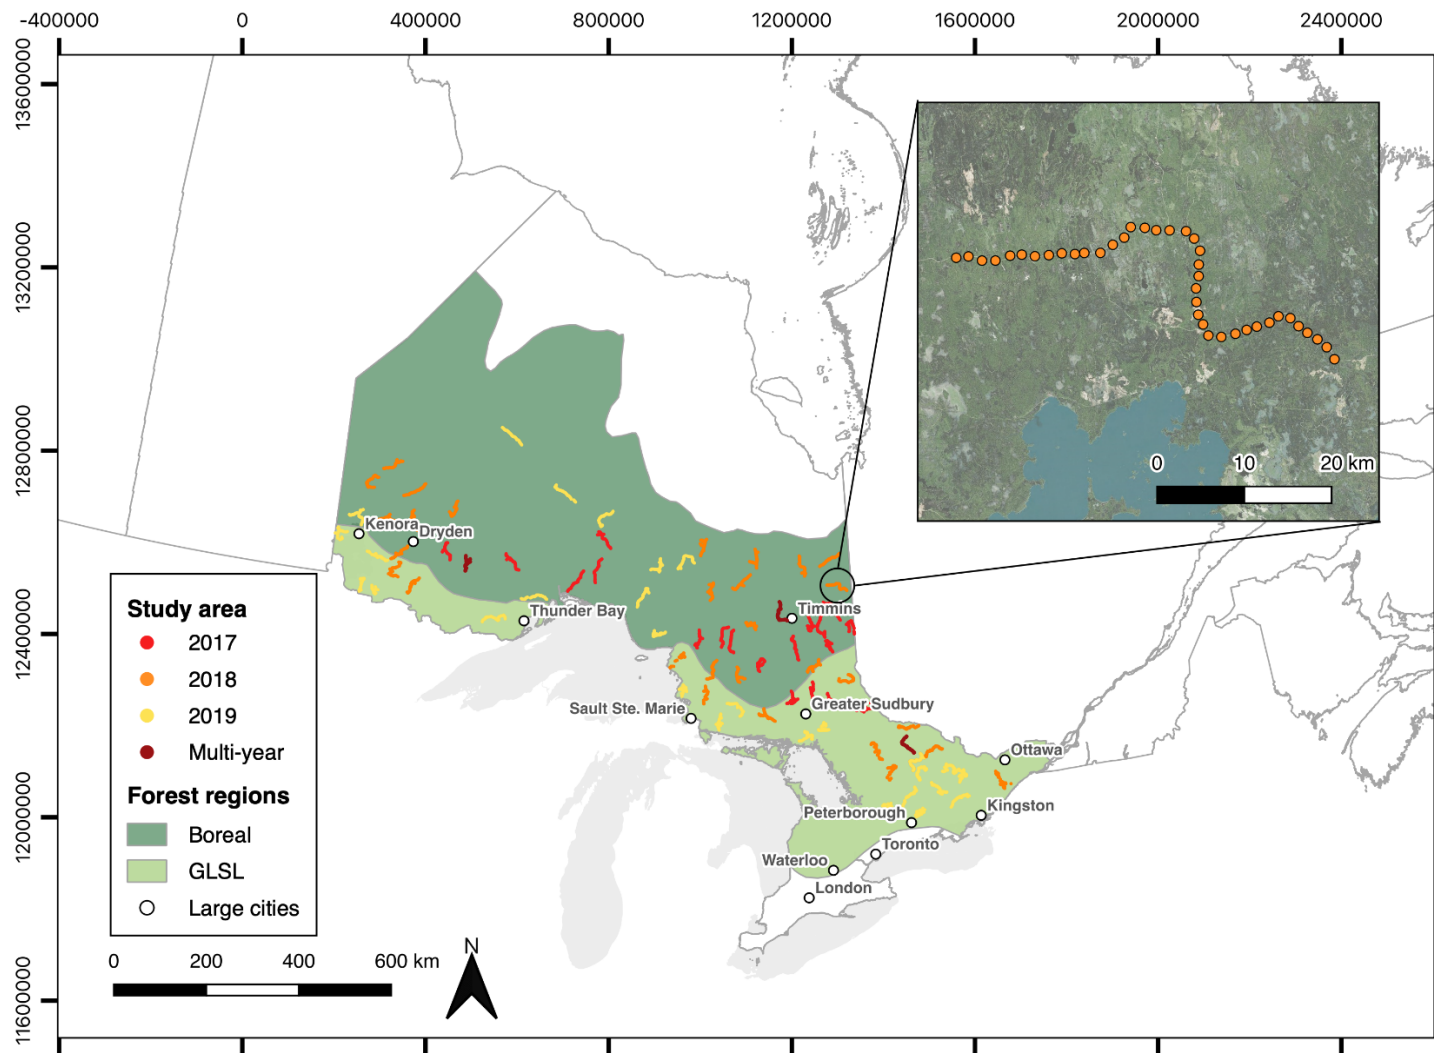 -400000 0 400000 800000 1200000 1600000 2000000 2400000
13600000
13200000
12800000
12400000
12000000
11600000
0 10 20 km
Kenora
Dryden
Thunder Bay
Timmins
Sault Ste. Marie
Greater Sudbury
Ottawa
Kingston
Peterborough
Toronto
Waterloo
London
Study area
2017
2018
2019
Multi-year
Forest regions
Boreal
GLSL
Large cities
0 200 400 600 km
N